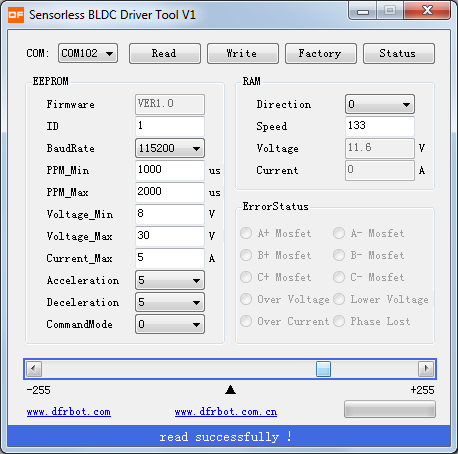 DF Sensorless BLDC Driver Tool V1
COM: COM102 Read Write Factory Status
EEPROM
Firmware VER1.0
ID 1
BaudRate 115200
PPM_Min 1000 us
PPM_Max 2000 us
Voltage_Min 8 V
Voltage_Max 30 V
Current_Max 5 A
Acceleration 5
Deceleration 5
CommandMode 0
RAM
Direction 0
Speed 133
Voltage 11.6 V
Current 0 A
ErrorStatus
A+ Mosfet A- Mosfet
B+ Mosfet B- Mosfet
C+ Mosfet C- Mosfet
Over Voltage Lower Voltage
Over Current Phase Lost
-255 +255
www.dfrbot.com www.dfrbot.com.cn
read successfully !